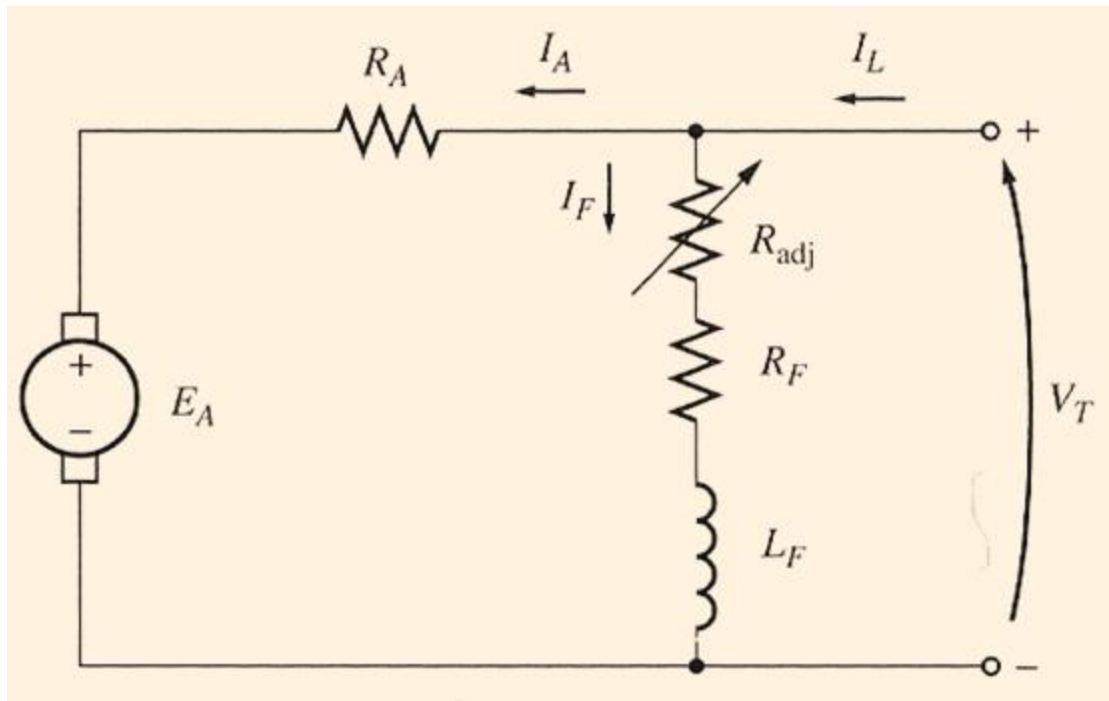 R_A
I_A
I_L
+
I_F
R_adj
+
−
E_A
R_F
V_T
L_F
−